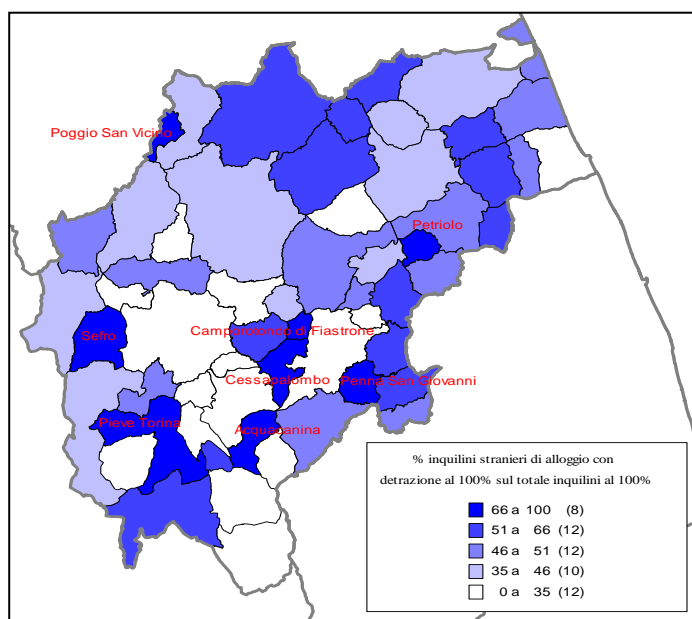 Poggio San Vicino
Petriolo
Sefro
Camporotondo di Fiastrone
Cessapalombo
Penna San Giovanni
Pieve Torina
Acquacanina
% inquilini stranieri di alloggio con
detrazione al 100% sul totale inquilini al 100%
66 a 100 (8)
51 a 66 (12)
46 a 51 (12)
35 a 46 (10)
0 a 35 (12)